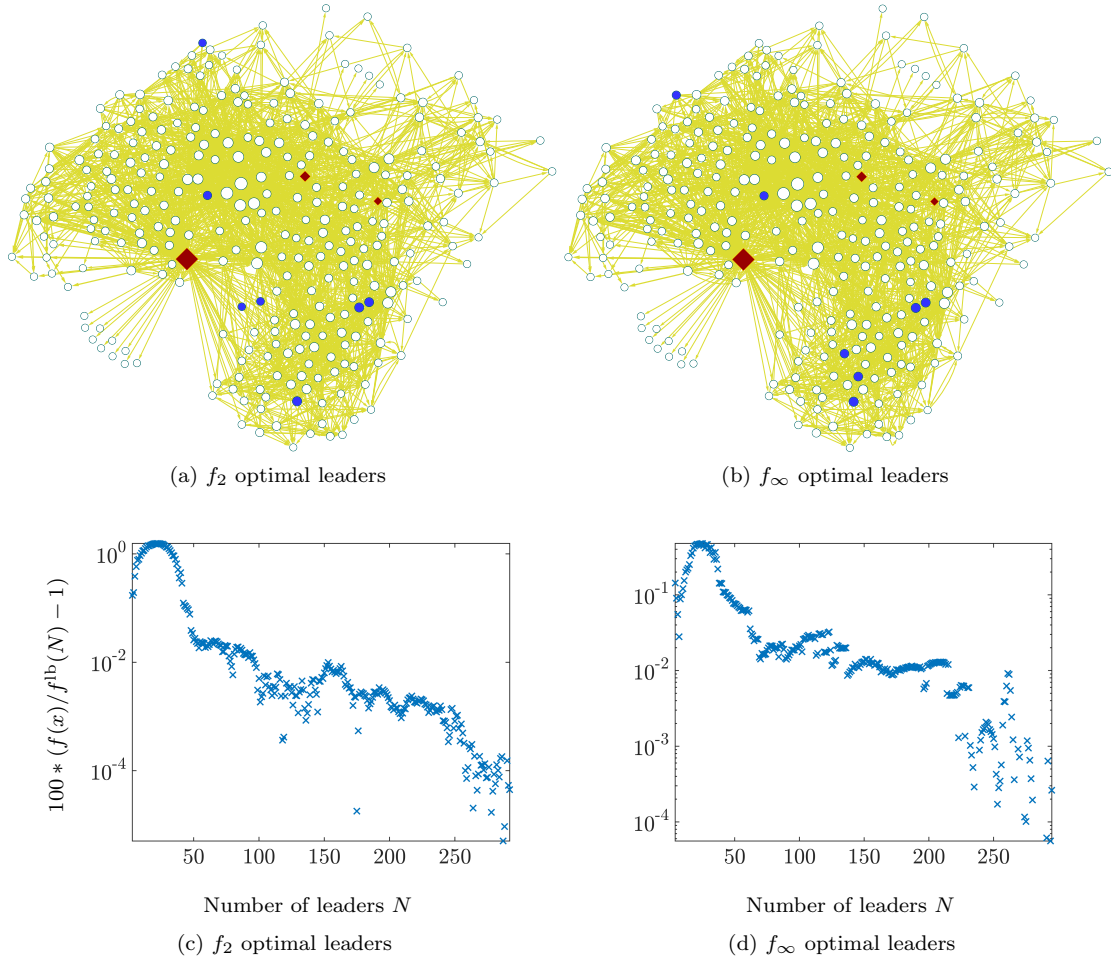 (a) f₂ optimal leaders
(b) f∞ optimal leaders
100 ∗ (f(x)/fˡᵇ(N) − 1)
10⁰
10⁻²
10⁻⁴
50 100 150 200 250
Number of leaders N
(c) f₂ optimal leaders
10⁻¹
10⁻²
10⁻³
10⁻⁴
50 100 150 200 250
Number of leaders N
(d) f∞ optimal leaders